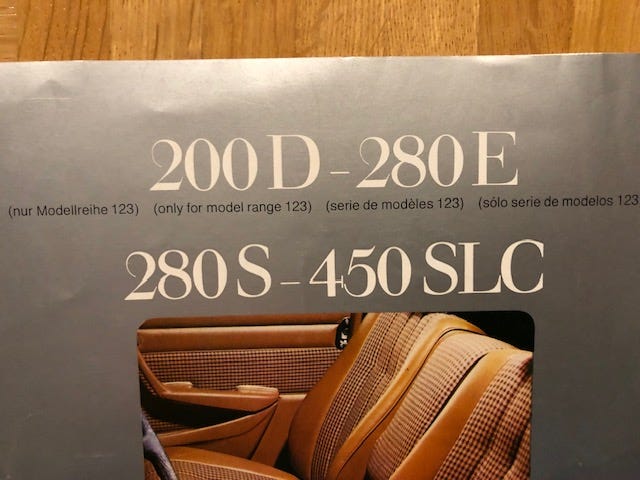 200 D – 280 E
(nur Modellreihe 123) (only for model range 123) (serie de modèles 123) (sólo serie de modelos 123
280 S – 450 SLC